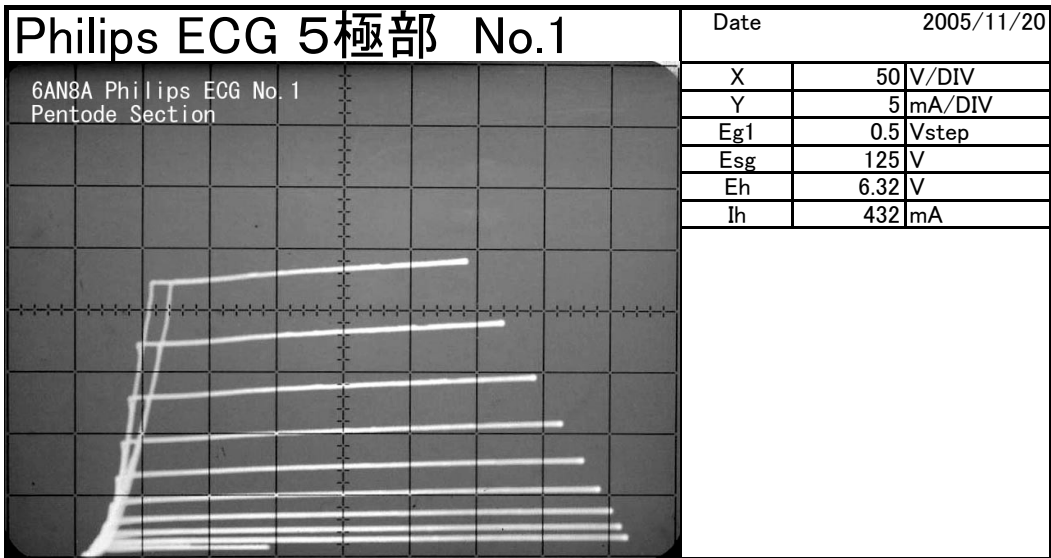 Philips ECG 5極部 No.1
Date 2005/11/20
6AN8A Philips ECG No.1
Pentode Section
X 50 V/DIV
Y 5 mA/DIV
Eg1 0.5 Vstep
Esg 125 V
Eh 6.32 V
Ih 432 mA